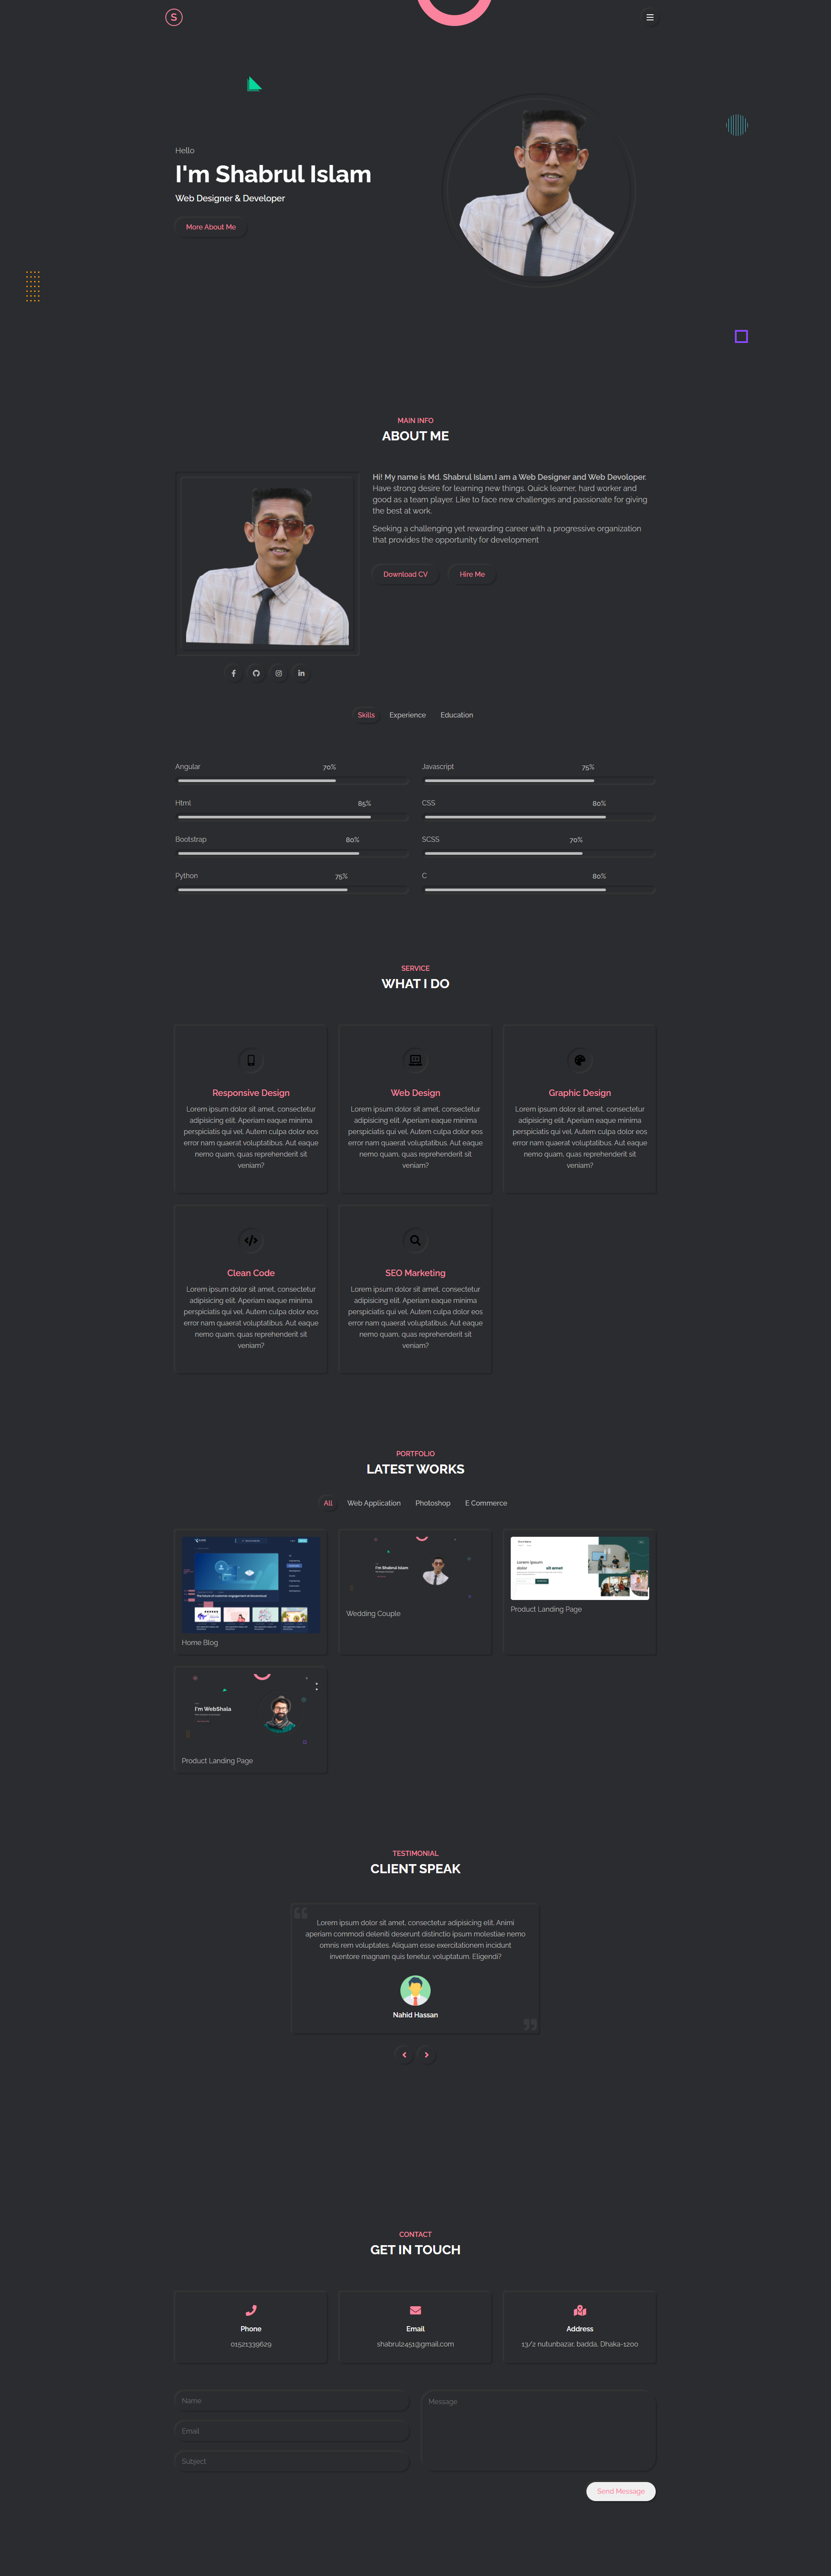 S
Hello
I'm Shabrul Islam
Web Designer & Developer
More About Me
MAIN INFO
ABOUT ME
Hi! My name is Md. Shabrul Islam.I am a Web Designer and Web Devoloper.
Have strong desire for learning new things. Quick learner, hard worker and
good as a team player. Like to face new challenges and passionate for giving
the best at work.
Seeking a challenging yet rewarding career with a progressive organization
that provides the opportunity for development
Download CV
Hire Me
Skills
Experience
Education
Angular
70%
Javascript
75%
Html
85%
CSS
80%
Bootstrap
80%
SCSS
70%
Python
75%
C
80%
SERVICE
WHAT I DO
Responsive Design
Lorem ipsum dolor sit amet, consectetur
adipisicing elit. Aperiam eaque minima
perspiciatis qui vel. Autem culpa dolor eos
error nam quaerat voluptatibus. Aut eaque
nemo quam, quas reprehenderit sit
veniam?
Web Design
Lorem ipsum dolor sit amet, consectetur
adipisicing elit. Aperiam eaque minima
perspiciatis qui vel. Autem culpa dolor eos
error nam quaerat voluptatibus. Aut eaque
nemo quam, quas reprehenderit sit
veniam?
Graphic Design
Lorem ipsum dolor sit amet, consectetur
adipisicing elit. Aperiam eaque minima
perspiciatis qui vel. Autem culpa dolor eos
error nam quaerat voluptatibus. Aut eaque
nemo quam, quas reprehenderit sit
veniam?
Clean Code
Lorem ipsum dolor sit amet, consectetur
adipisicing elit. Aperiam eaque minima
perspiciatis qui vel. Autem culpa dolor eos
error nam quaerat voluptatibus. Aut eaque
nemo quam, quas reprehenderit sit
veniam?
SEO Marketing
Lorem ipsum dolor sit amet, consectetur
adipisicing elit. Aperiam eaque minima
perspiciatis qui vel. Autem culpa dolor eos
error nam quaerat voluptatibus. Aut eaque
nemo quam, quas reprehenderit sit
veniam?
PORTFOLIO
LATEST WORKS
All
Web Application
Photoshop
E Commerce
Home Blog
I'm Shabrul Islam
Wedding Couple
Lorem ipsum
dolor sit amet
Product Landing Page
I'm WebShala
Product Landing Page
TESTIMONIAL
CLIENT SPEAK
Lorem ipsum dolor sit amet, consectetur adipisicing elit. Animi
aperiam commodi deleniti deserunt distinctio ipsum molestiae nemo
omnis rem voluptates. Aliquam esse exercitationem incidunt
inventore magnam quis tenetur, voluptatum. Eligendi?
Nahid Hassan
CONTACT
GET IN TOUCH
Phone
01521339629
Email
shabrul2451@gmail.com
Address
13/2 nutunbazar, badda, Dhaka-1200
Name
Email
Subject
Message
Send Message